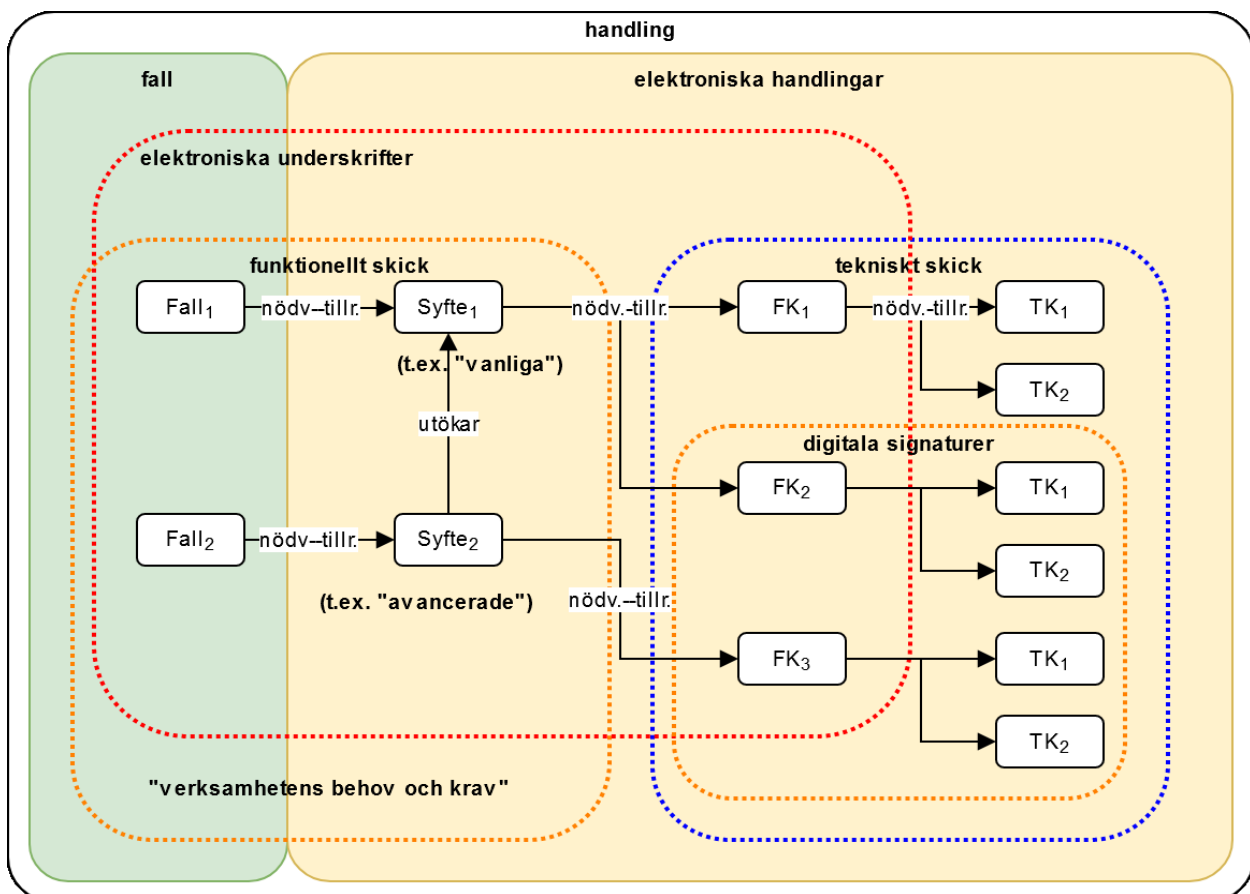 handling
fall
elektroniska handlingar
elektroniska underskrifter
funktionellt skick
tekniskt skick
Fall1
nödv--tillr.
Syfte1
nödv.-tillr.
FK1
nödv.-tillr.
TK1
(t.ex. "vanliga")
TK2
utökar
digitala signaturer
FK2
TK1
Fall2
nödv--tillr.
Syfte2
TK2
(t.ex. "avancerade")
nödv.--tillr.
FK3
TK1
TK2
"verksamhetens behov och krav"